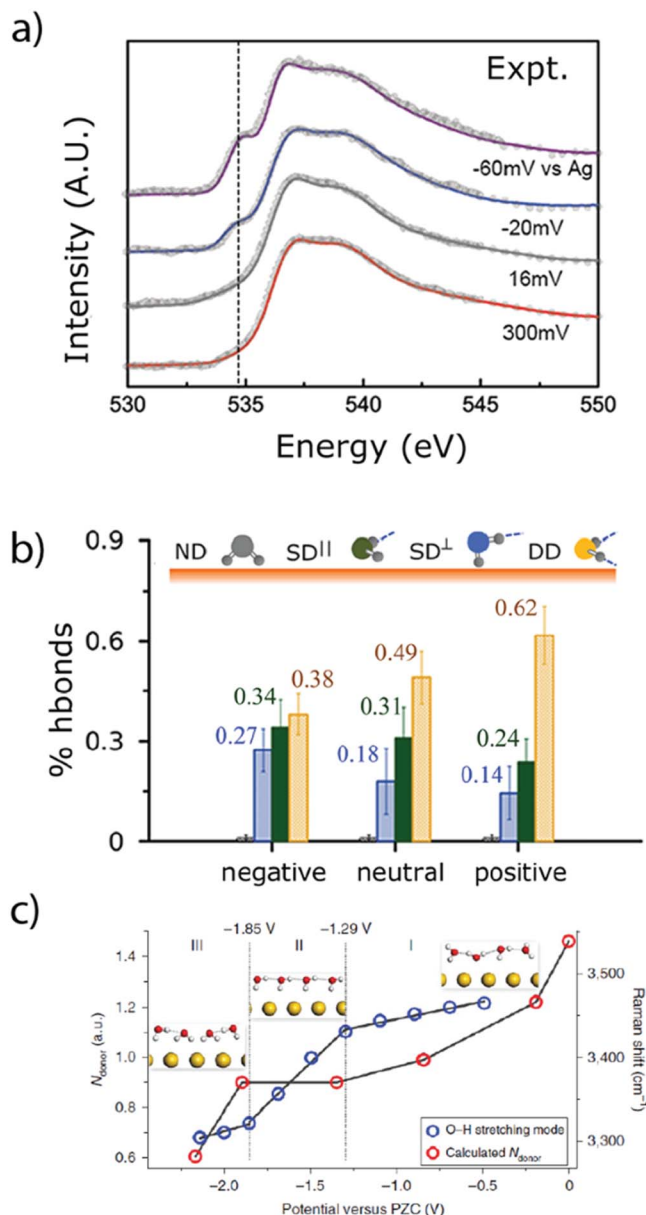 a)
Expt.
-60mV vs Ag
-20mV
16mV
300mV
Intensity (A.U.)
530 535 540 545 550
Energy (eV)
b)
ND SD|| SD⊥ DD
0.9
0.6
0.3
0
% hbonds
0.27 0.34 0.38
0.18 0.31 0.49
0.14 0.24 0.62
negative neutral positive
c)
−1.85 V −1.29 V
III II I
1.4
1.2
1.0
0.9
0.8
0.6
N donor (a.u.)
3,500
3,400
3,300
Raman shift (cm⁻¹)
O–H stretching mode
Calculated N donor
−2.0 −1.5 −1.0 −0.5 0
Potential versus PZC (V)